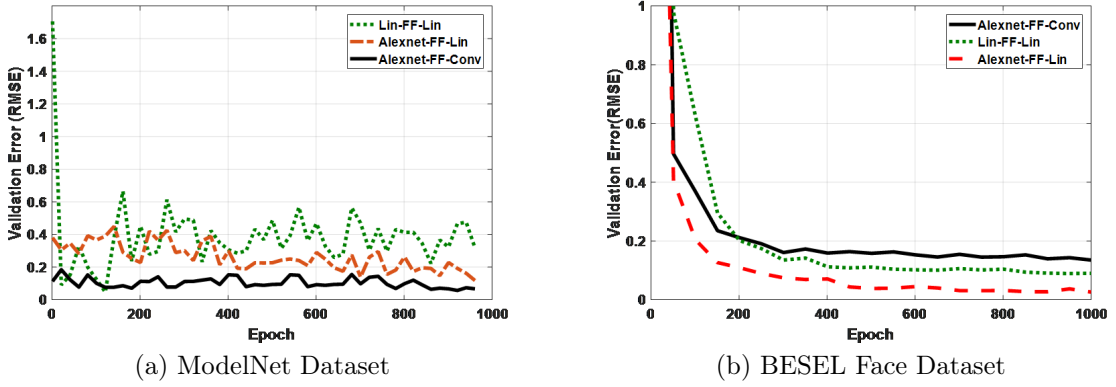 Validation Error (RMSE)
1.6
1.4
1.2
1
0.8
0.6
0.4
0.2
0
0 200 400 600 800 1000
Epoch
Lin-FF-Lin
Alexnet-FF-Lin
Alexnet-FF-Conv
(a) ModelNet Dataset
Validation Error(RMSE)
1
0.8
0.6
0.4
0.2
0
0 200 400 600 800 1000
Epoch
Alexnet-FF-Conv
Lin-FF-Lin
Alexnet-FF-Lin
(b) BESEL Face Dataset